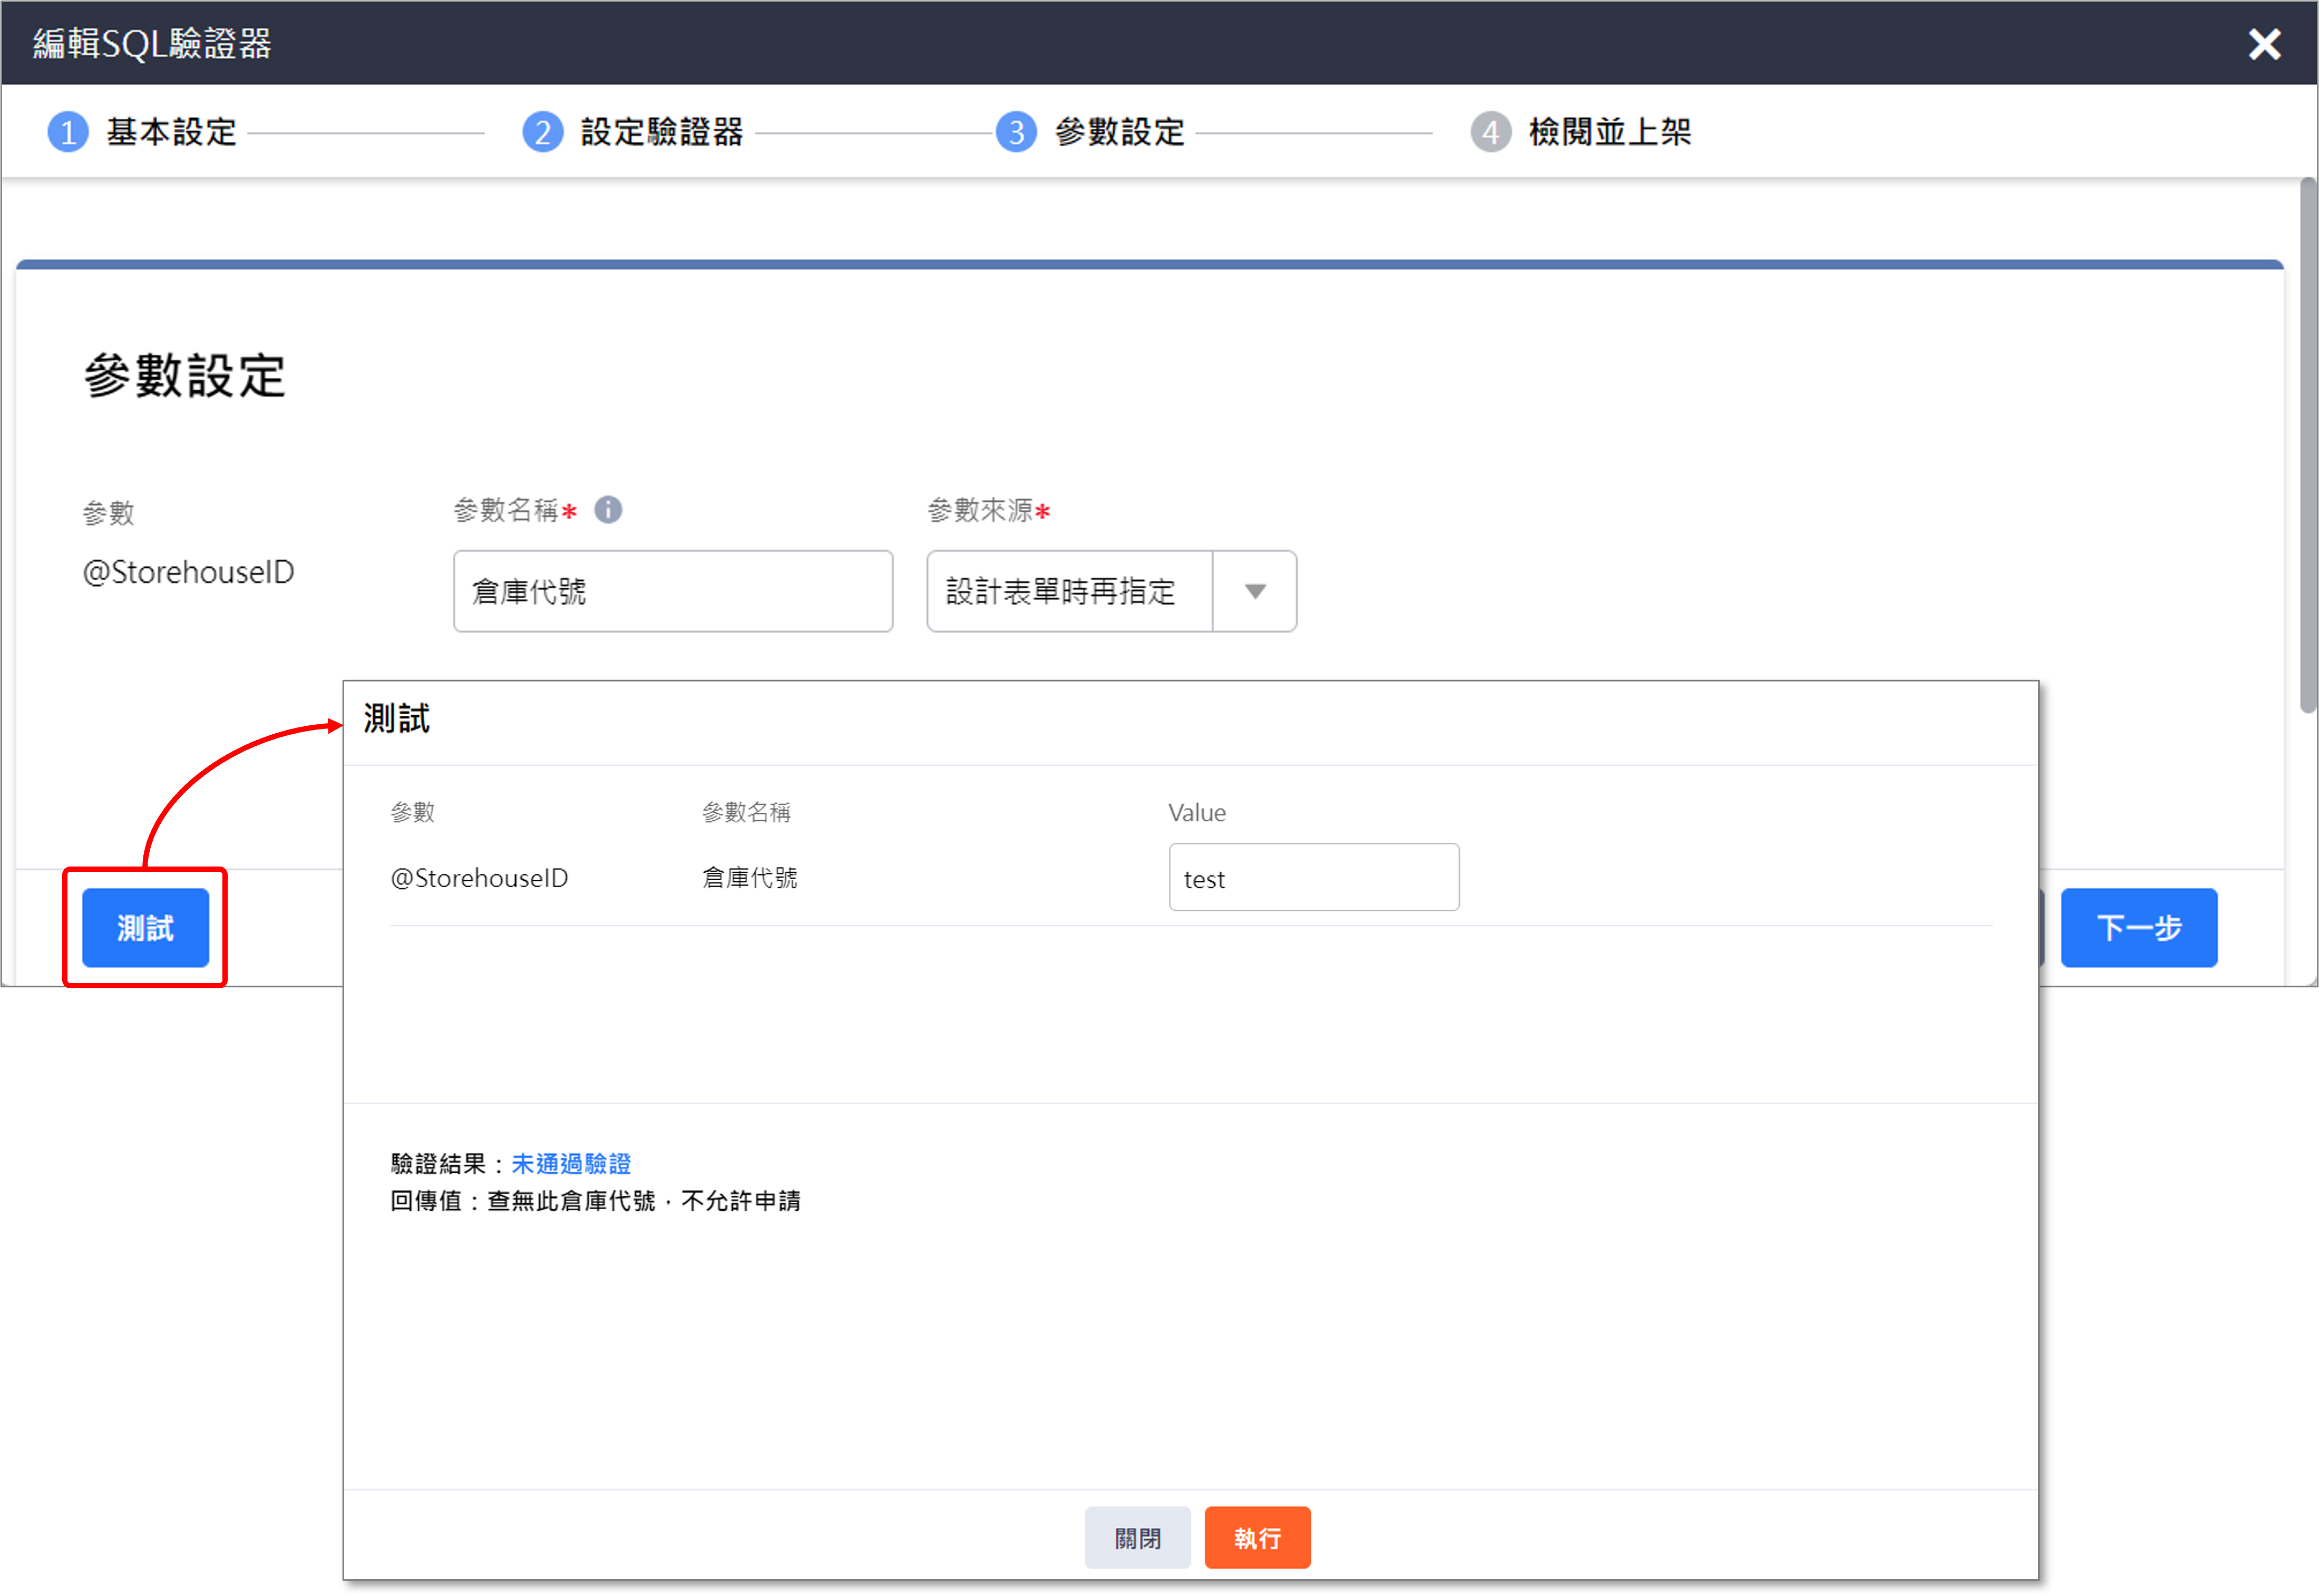 編輯SQL驗證器
1 基本設定 2 設定驗證器 3 參數設定 4 檢閱並上架
參數設定
參數 參數名稱* 參數來源*
@StorehouseID 倉庫代號 設計表單時再指定
測試
參數 參數名稱 Value
@StorehouseID 倉庫代號 test
測試 下一步
驗證結果：未通過驗證
回傳值：查無此倉庫代號，不允許申請
關閉 執行